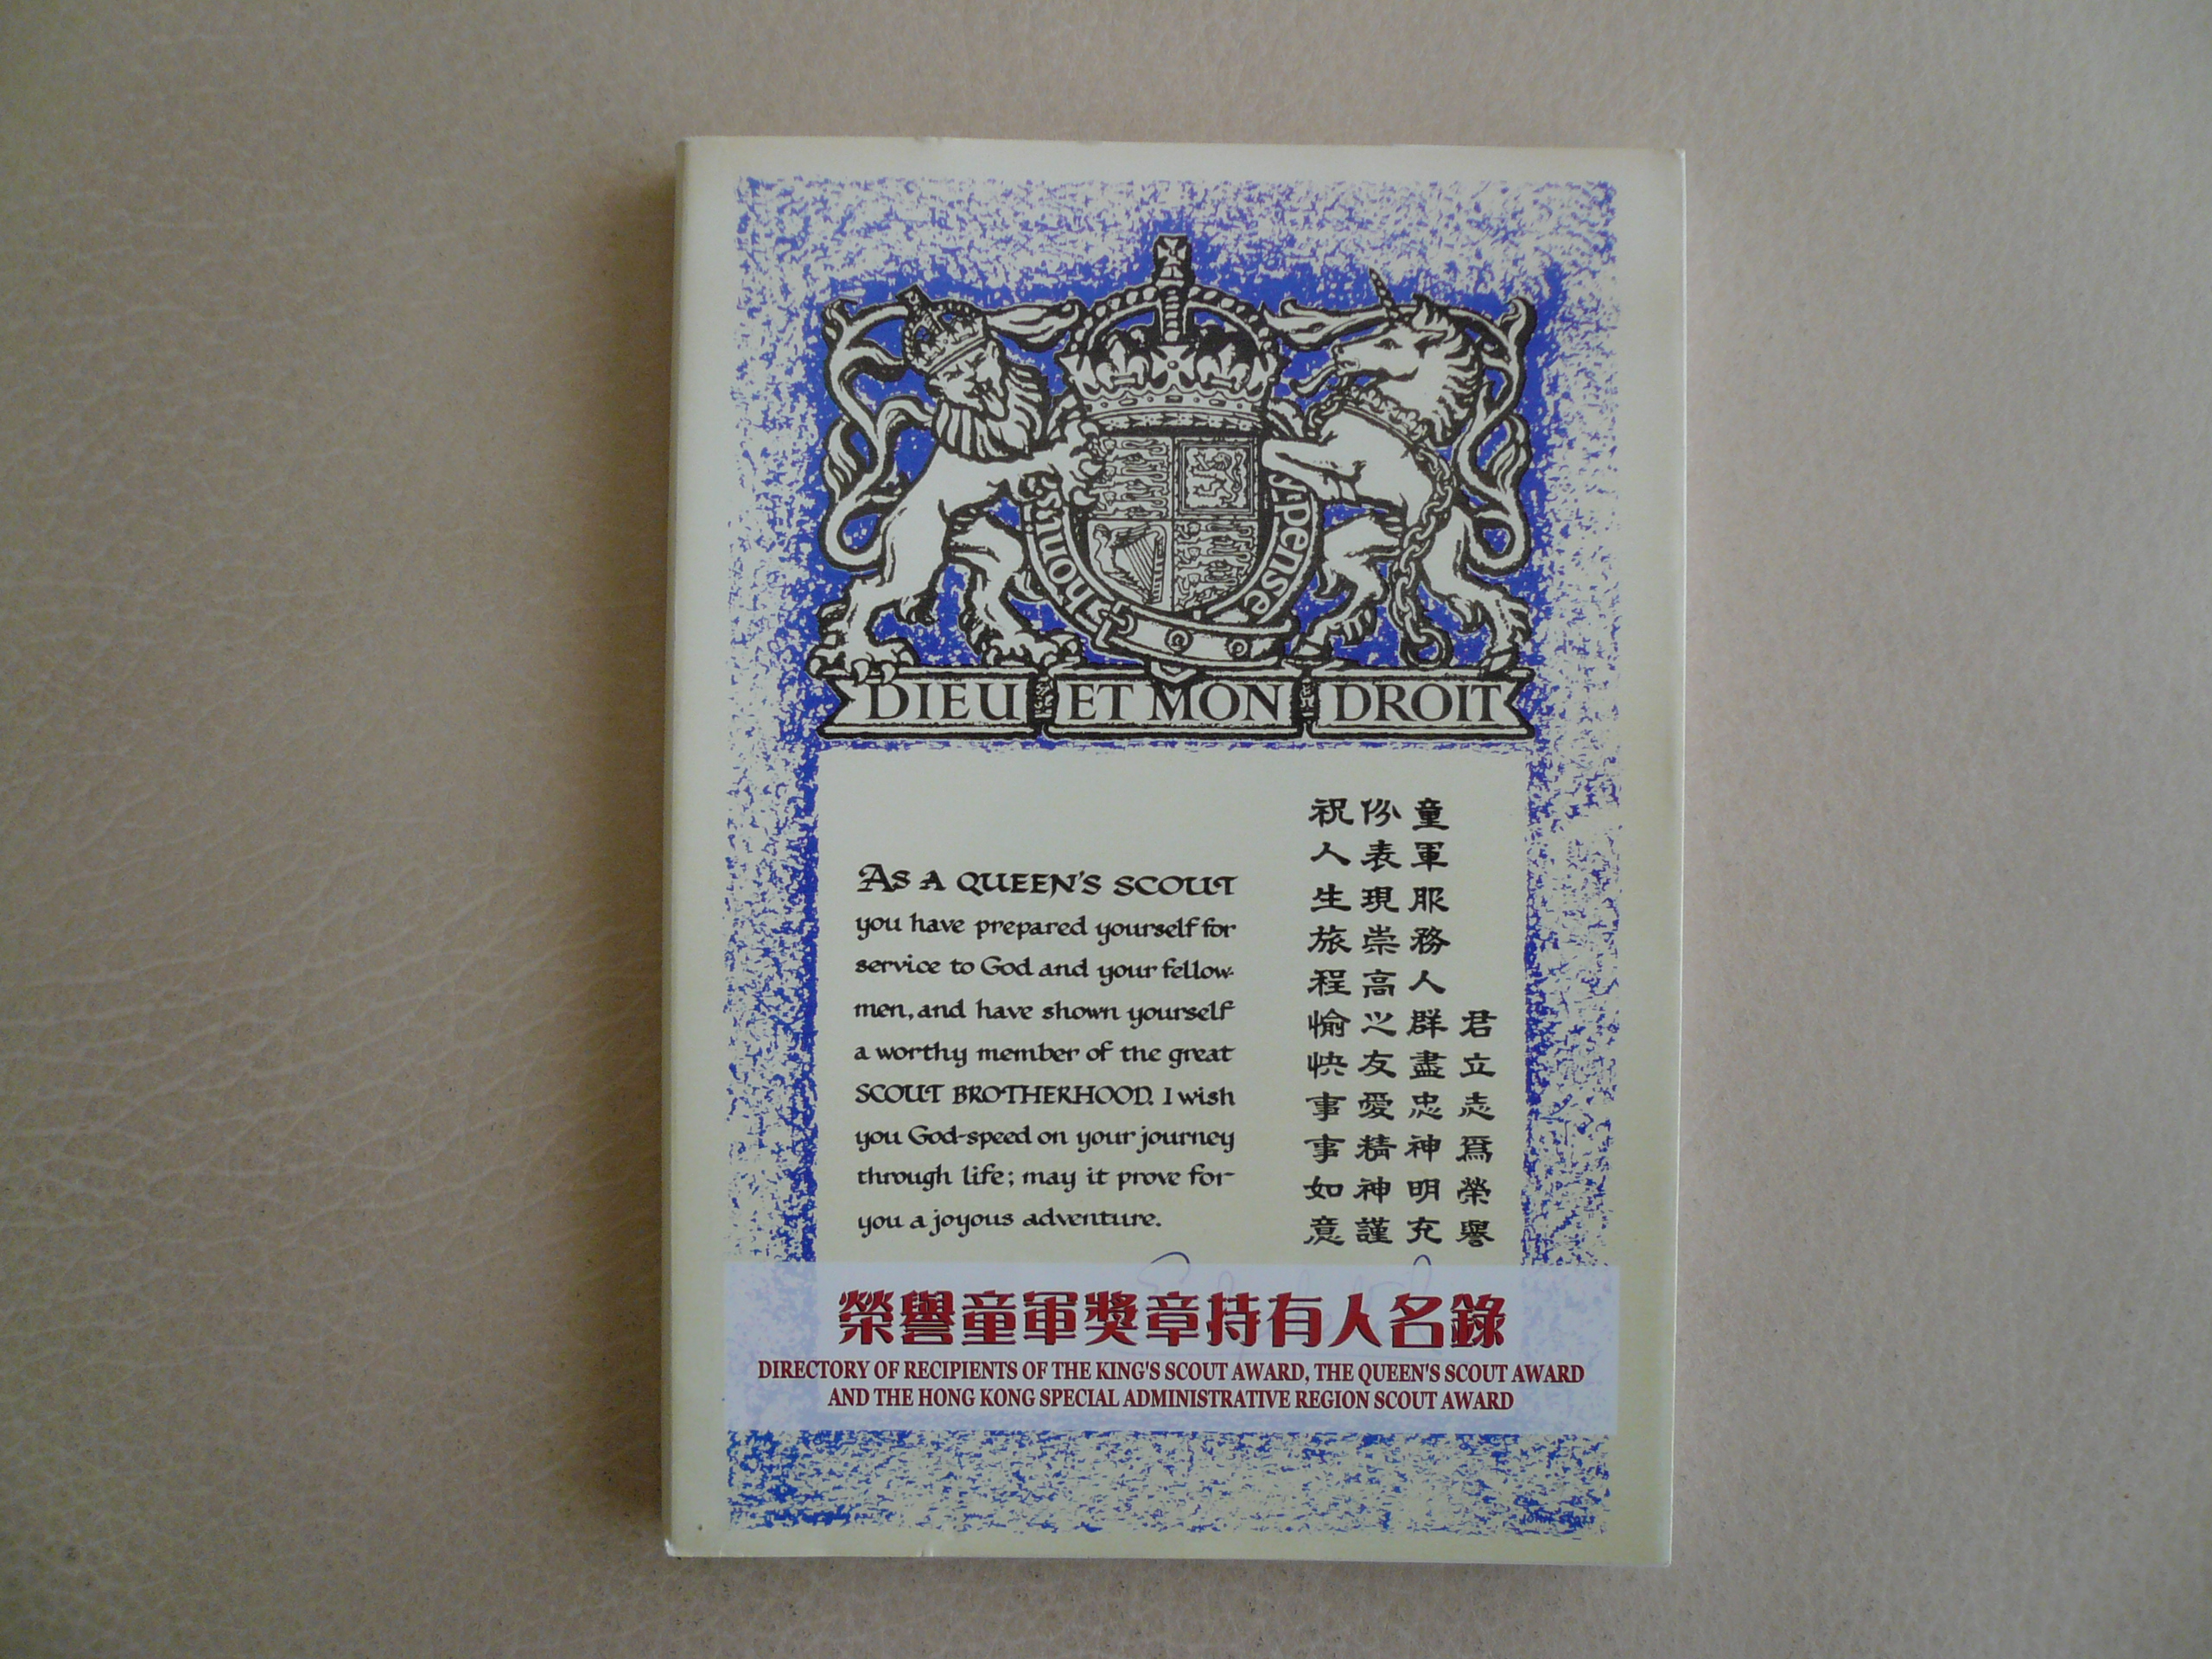 honi
y pense
DIEU ET MON DROIT
AS A QUEEN'S SCOUT
you have prepared yourself for
service to God and your fellow-
men, and have shown yourself
a worthy member of the great
SCOUT BROTHERHOOD. I wish
you God-speed on your journey
through life; may it prove for
you a joyous adventure.
君立志爲榮譽
童軍服務人群盡忠神明充
份表現崇高之友愛精神謹
祝人生旅程愉快事事如意
榮譽童軍獎章持有人名錄
DIRECTORY OF RECIPIENTS OF THE KING'S SCOUT AWARD, THE QUEEN'S SCOUT AWARD
AND THE HONG KONG SPECIAL ADMINISTRATIVE REGION SCOUT AWARD